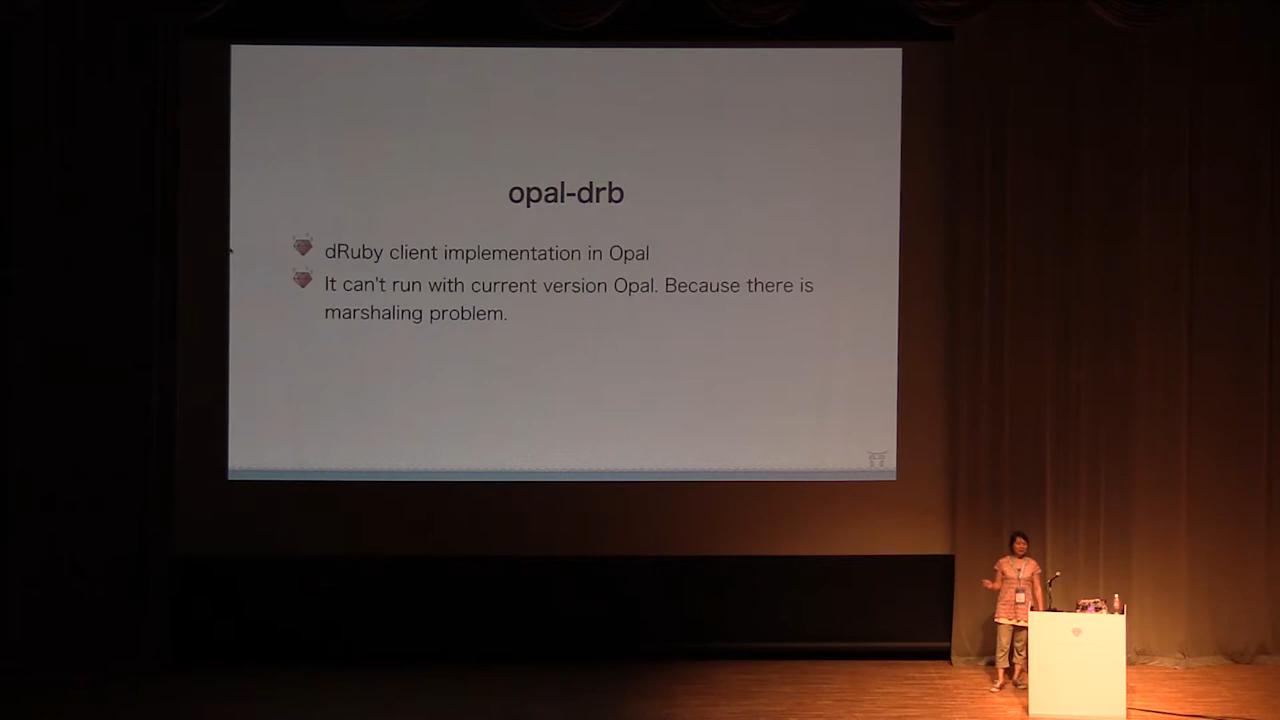 opal-drb
dRuby client implementation in Opal
It can't run with current version Opal. Because there is
marshaling problem.